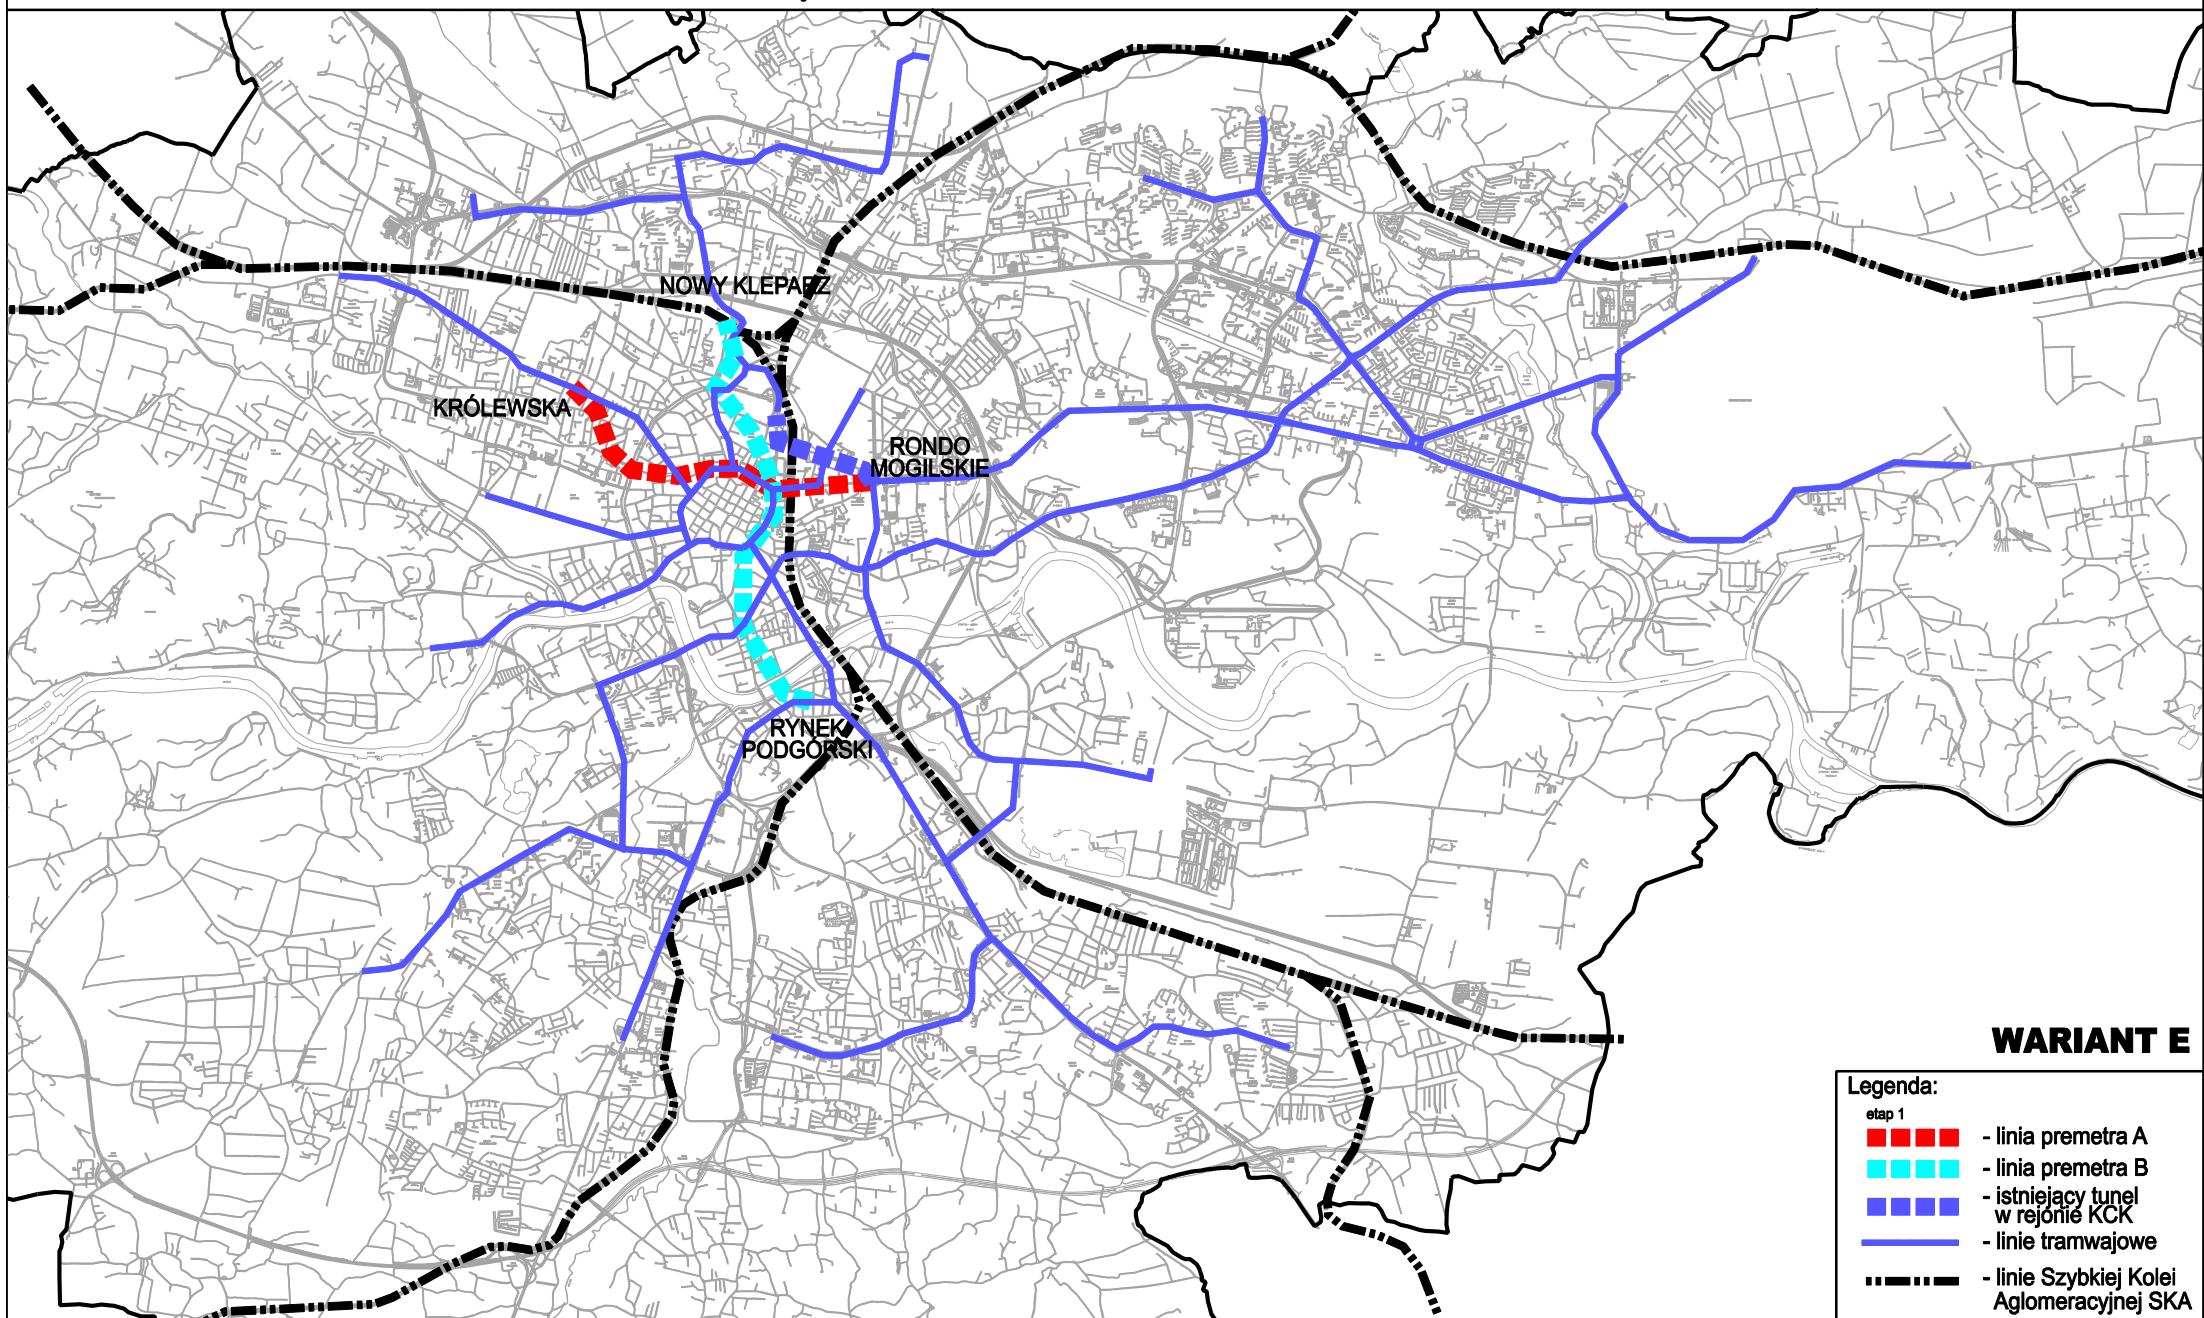 NOWY KLEPARZ
KRÓLEWSKA
RONDO
MOGILSKIE
RYNEK
PODGÓRSKI
WARIANT E
Legenda:
etap 1
- linia premetra A
- linia premetra B
- istniejący tunel
w rejonie KCK
- linie tramwajowe
- linie Szybkiej Kolei
Aglomeracyjnej SKA